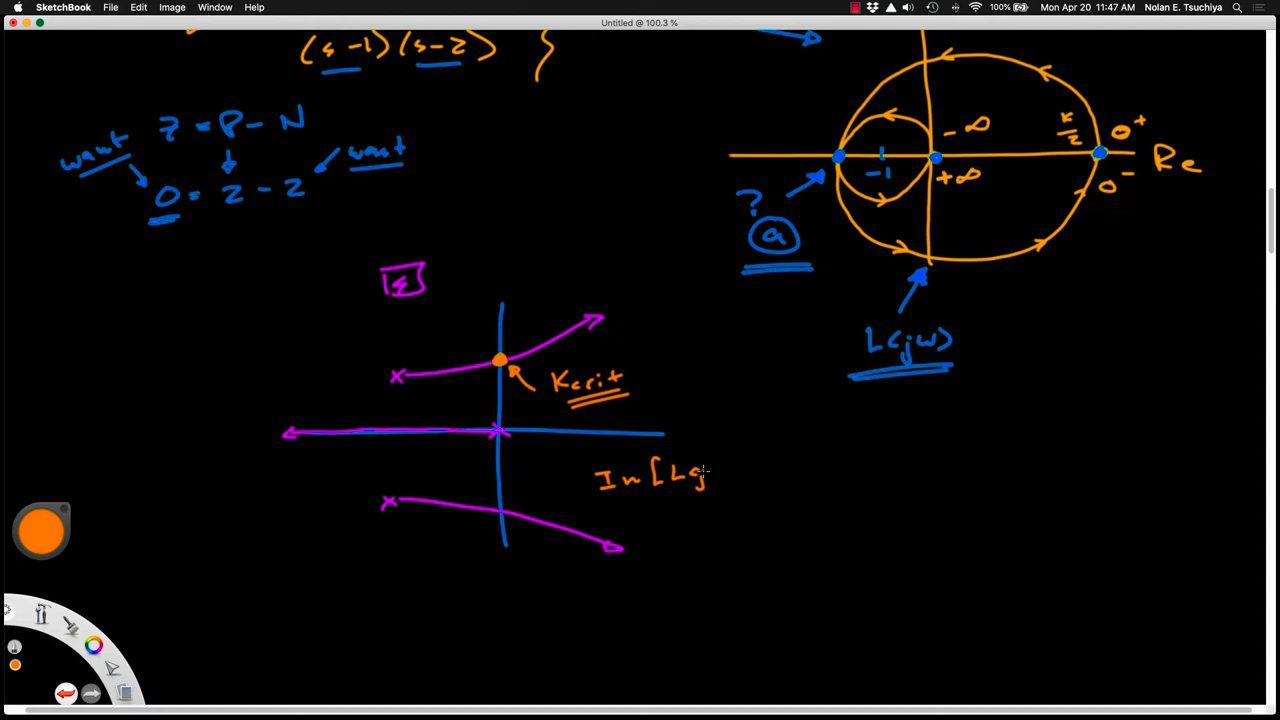 SketchBook File Edit Image Window Help 100% Mon Apr 20 11:47 AM Nolan E. Tsuchiya
Untitled @ 100.3 %
(s-1)(s-2)
Z = P - N
want
want
0 = 2 - 2
K/2 0+
-∞
-1
+∞
0-
Re
?
a
L(jω)
s
Kcrit
Im[L(j